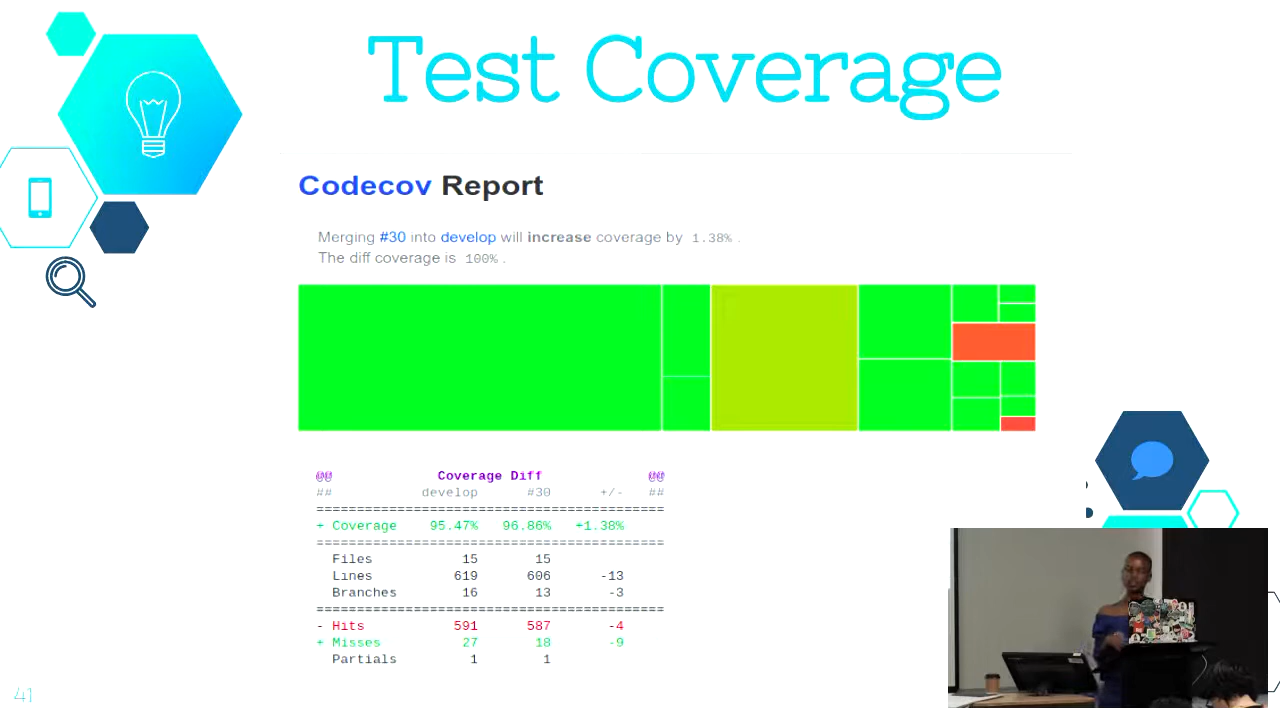 Test Coverage
Codecov Report
Merging #30 into develop will increase coverage by 1.38% .
The diff coverage is 100% .
@@ Coverage Diff @@
## develop #30 +/- ##
===========================================
+ Coverage 95.47% 96.86% +1.38%
===========================================
Files 15 15
Lines 619 606 -13
Branches 16 13 -3
===========================================
- Hits 591 587 -4
+ Misses 27 18 -9
Partials 1 1
41